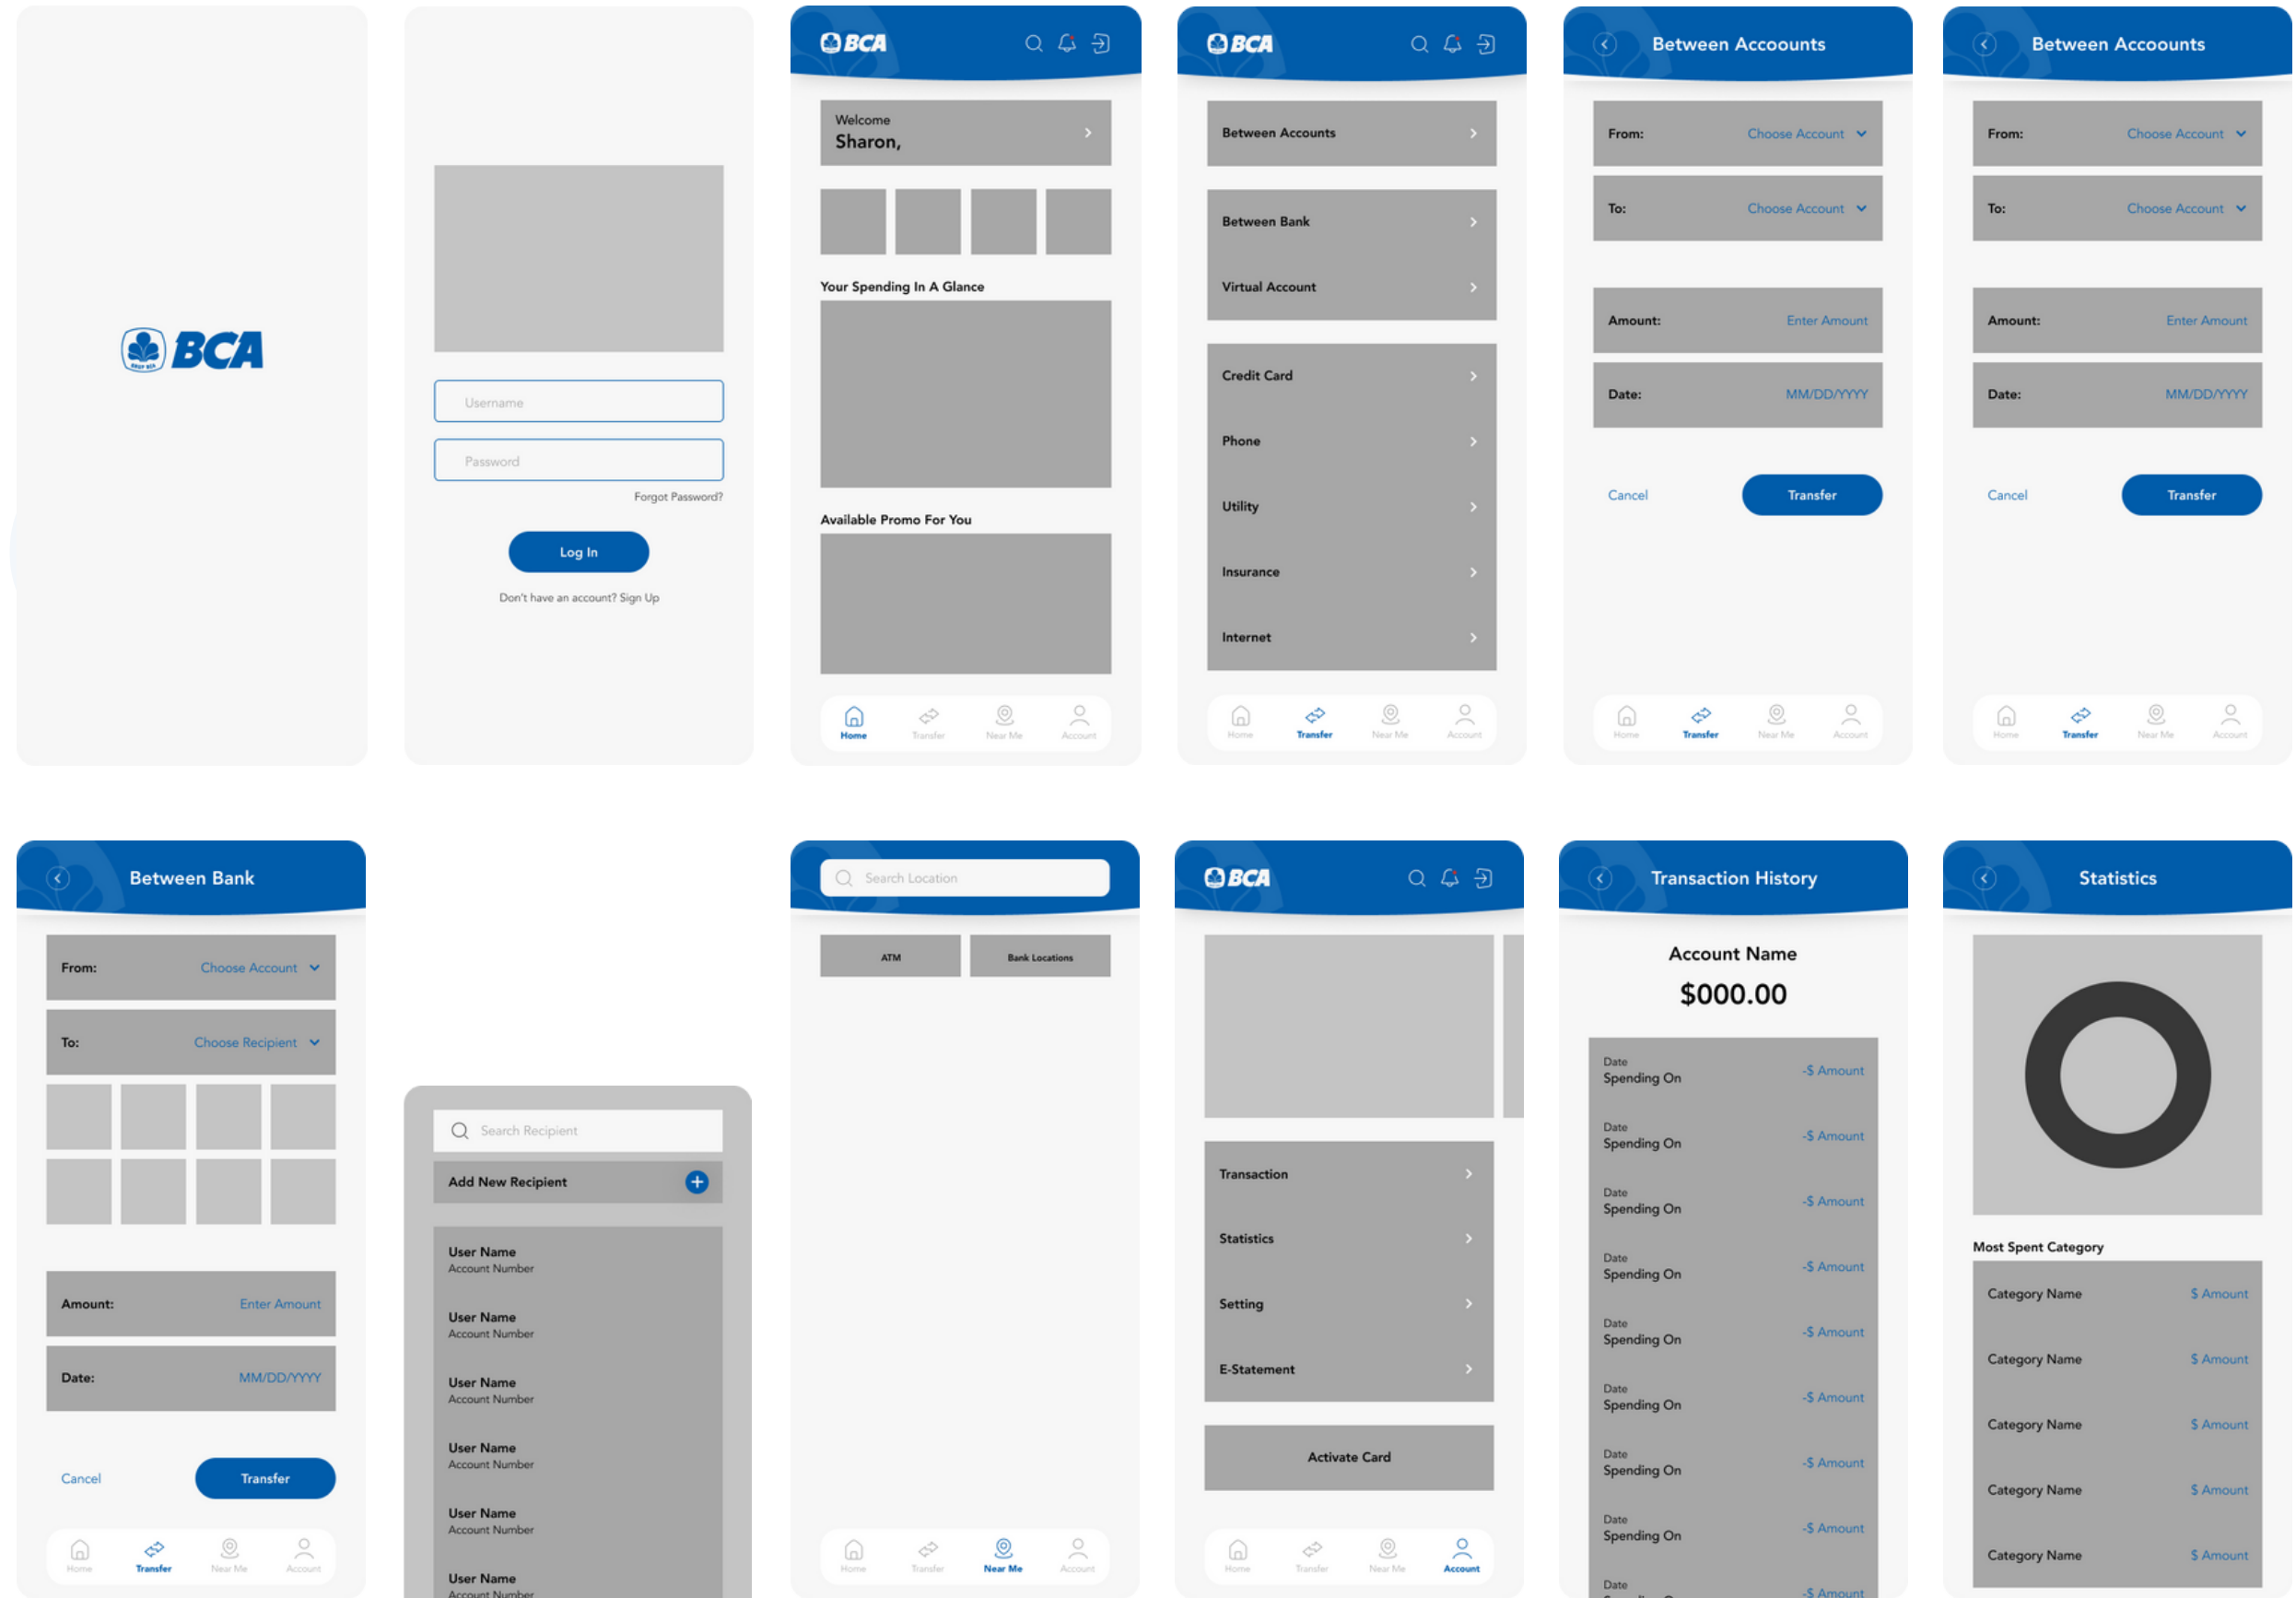 BCA
Username
Password
Forgot Password?
Log In
Don't have an account? Sign Up
BCA
Welcome
Sharon,
Your Spending In A Glance
Available Promo For You
Home
Transfer
Near Me
Account
BCA
Between Accounts
Between Bank
Virtual Account
Credit Card
Phone
Utility
Insurance
Internet
Home
Transfer
Near Me
Account
Between Accoounts
From: Choose Account
To: Choose Account
Amount: Enter Amount
Date: MM/DD/YYYY
Cancel Transfer
Home
Transfer
Near Me
Account
Between Accoounts
From: Choose Account
To: Choose Account
Amount: Enter Amount
Date: MM/DD/YYYY
Cancel Transfer
Home
Transfer
Near Me
Account
Between Bank
From: Choose Account
To: Choose Recipient
Amount: Enter Amount
Date: MM/DD/YYYY
Cancel Transfer
Home
Transfer
Near Me
Account
Search Recipient
Add New Recipient
User Name
Account Number
User Name
Account Number
User Name
Account Number
User Name
Account Number
User Name
Account Number
User Name
Account Number
Search Location
ATM
Bank Locations
Home
Transfer
Near Me
Account
BCA
Transaction
Statistics
Setting
E-Statement
Activate Card
Home
Transfer
Near Me
Account
Transaction History
Account Name
$000.00
Date
Spending On -$ Amount
Date
Spending On -$ Amount
Date
Spending On -$ Amount
Date
Spending On -$ Amount
Date
Spending On -$ Amount
Date
Spending On -$ Amount
Date
Spending On -$ Amount
Date
Spending On -$ Amount
Date
-$ Amount
Statistics
Most Spent Category
Category Name $ Amount
Category Name $ Amount
Category Name $ Amount
Category Name $ Amount
Category Name $ Amount